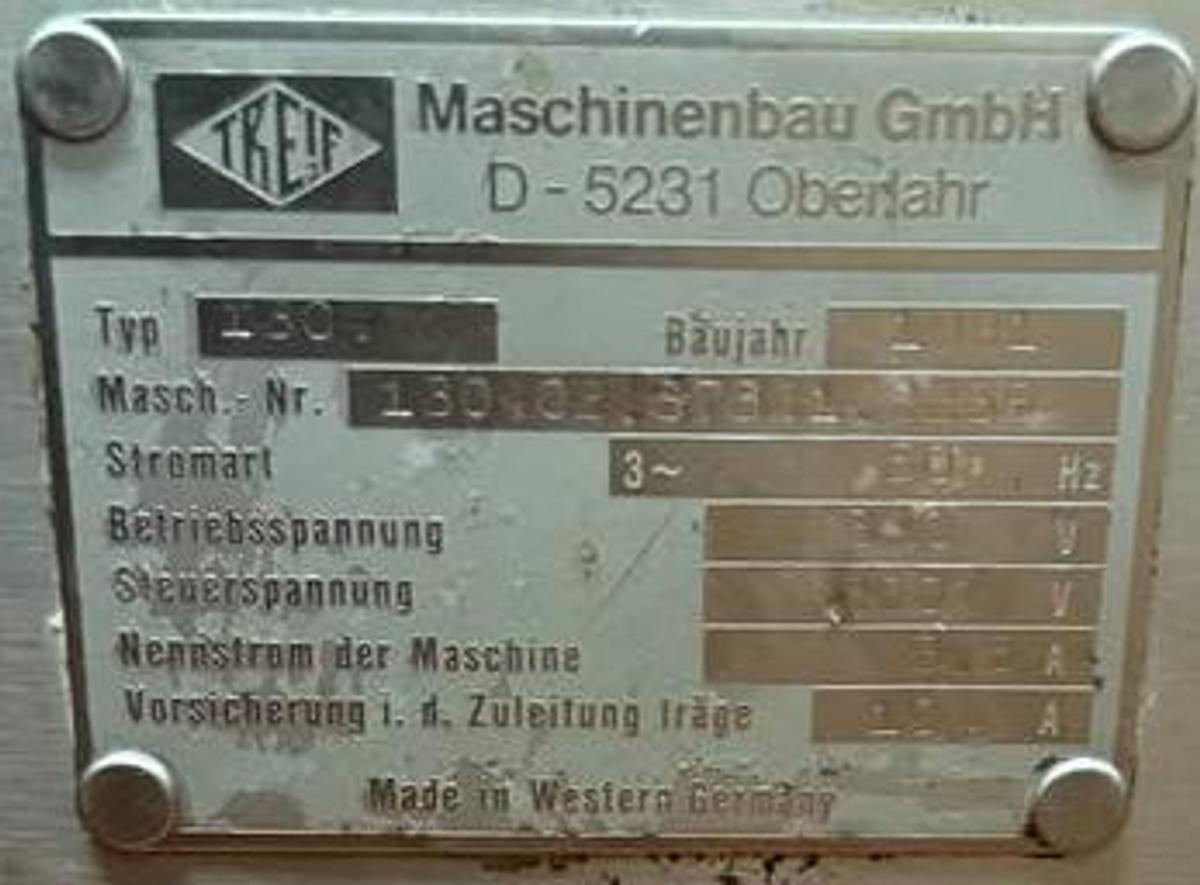 TREIF Maschinenbau GmbH
D - 5231 Oberlahr
Typ 130.
Baujahr
Masch.- Nr.
Stromart 3~ Hz
Betriebsspannung V
Steuerspannung V
Nennstrom der Maschine A
Vorsicherung i. d. Zuleitung träge A
Made in Western Germany